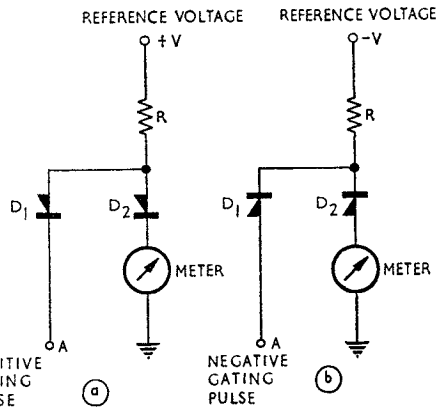 REFERENCE VOLTAGE
+V
R
D1
D2
METER
A
a
REFERENCE VOLTAGE
-V
R
D1
D2
METER
A
NEGATIVE
GATING
PULSE
b